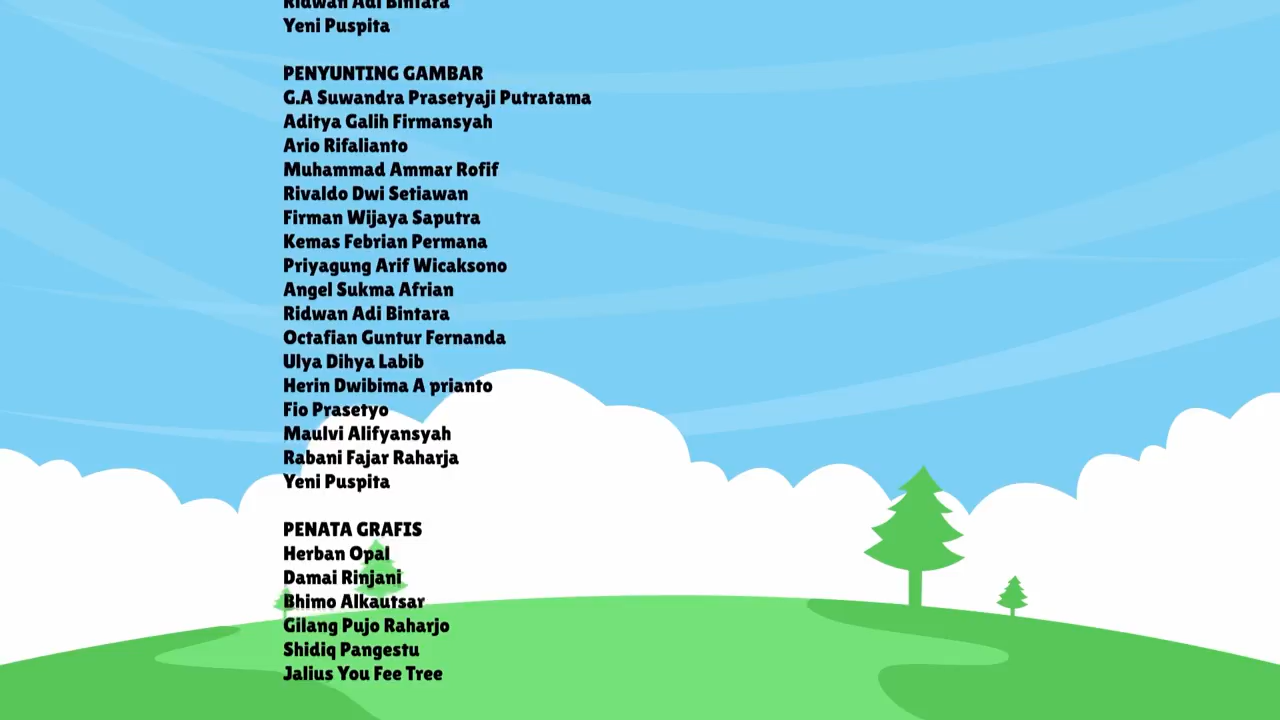 Ridwan Adi Bintara
Yeni Puspita
PENYUNTING GAMBAR
G.A Suwandra Prasetyaji Putratama
Aditya Galih Firmansyah
Ario Rifalianto
Muhammad Ammar Rofif
Rivaldo Dwi Setiawan
Firman Wijaya Saputra
Kemas Febrian Permana
Priyagung Arif Wicaksono
Angel Sukma Afrian
Ridwan Adi Bintara
Octafian Guntur Fernanda
Ulya Dihya Labib
Herin Dwibima A prianto
Fio Prasetyo
Maulvi Alifyansyah
Rabani Fajar Raharja
Yeni Puspita
PENATA GRAFIS
Herban Opal
Damai Rinjani
Bhimo Alkautsar
Gilang Pujo Raharjo
Shidiq Pangestu
Jalius You Fee Tree